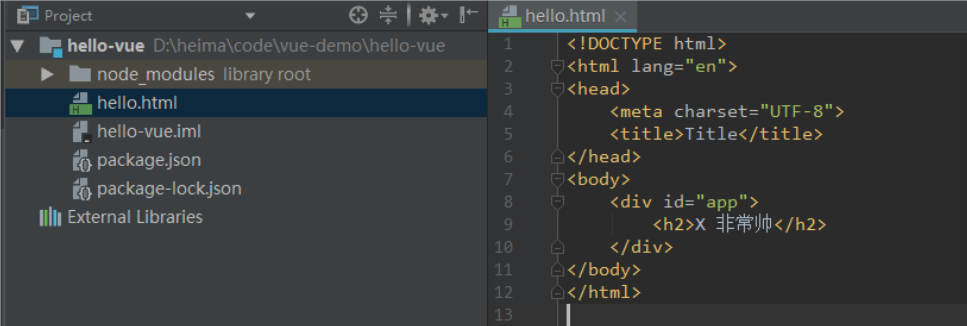 Project
hello-vue D:\heima\code\vue-demo\hello-vue
node_modules library root
hello.html
hello-vue.iml
package.json
package-lock.json
External Libraries
hello.html
1 <!DOCTYPE html>
2 <html lang="en">
3 <head>
4 <meta charset="UTF-8">
5 <title>Title</title>
6 </head>
7 <body>
8 <div id="app">
9 <h2>X 非常帅</h2>
10 </div>
11 </body>
12 </html>
13